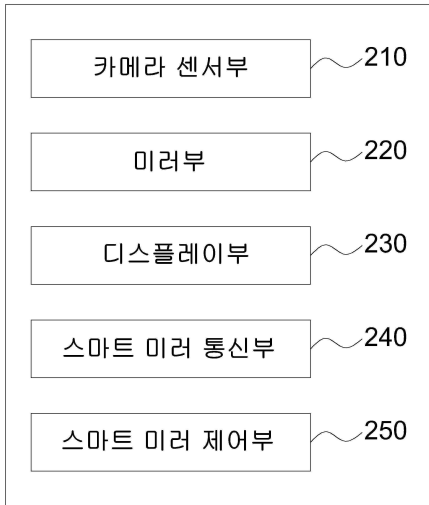 카메라 센서부 210
미러부 220
디스플레이부 230
스마트 미러 통신부 240
스마트 미러 제어부 250